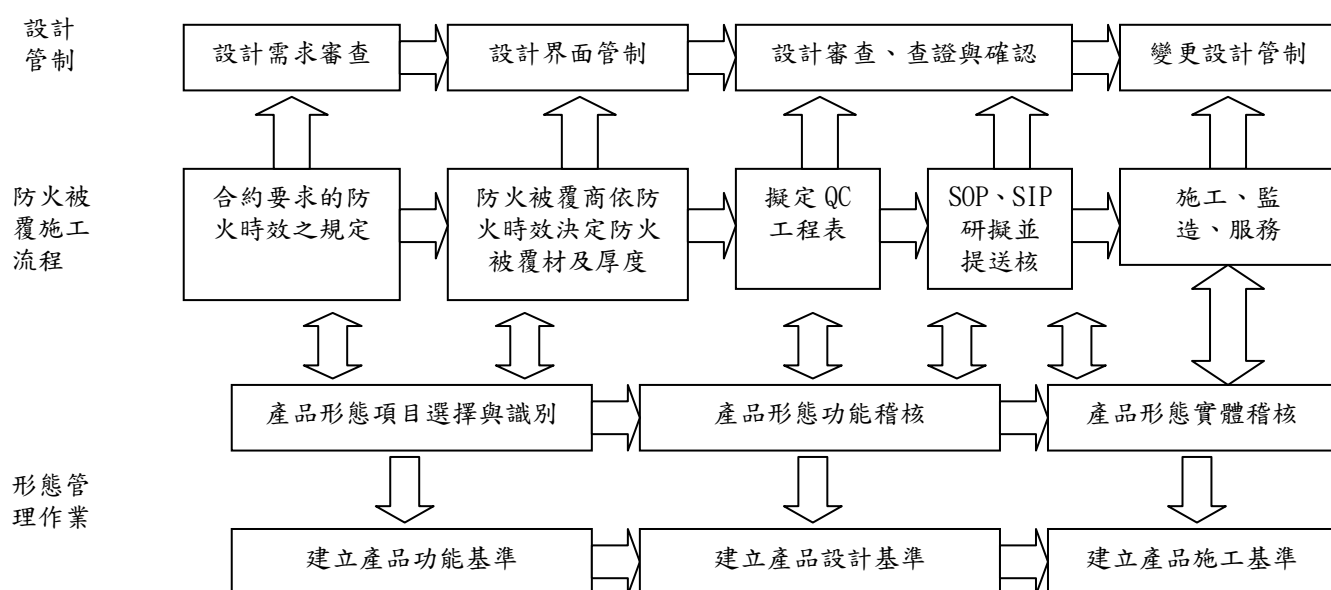 設計
管制
設計需求審查
設計界面管制
設計審查、查證與確認
變更設計管制
防火被
覆施工
流程
合約要求的防
火時效之規定
防火被覆商依防
火時效決定防火
被覆材及厚度
擬定 QC
工程表
SOP、SIP
研擬並
提送核
施工、監
造、服務
產品形態項目選擇與識別
產品形態功能稽核
產品形態實體稽核
形態管
理作業
建立產品功能基準
建立產品設計基準
建立產品施工基準